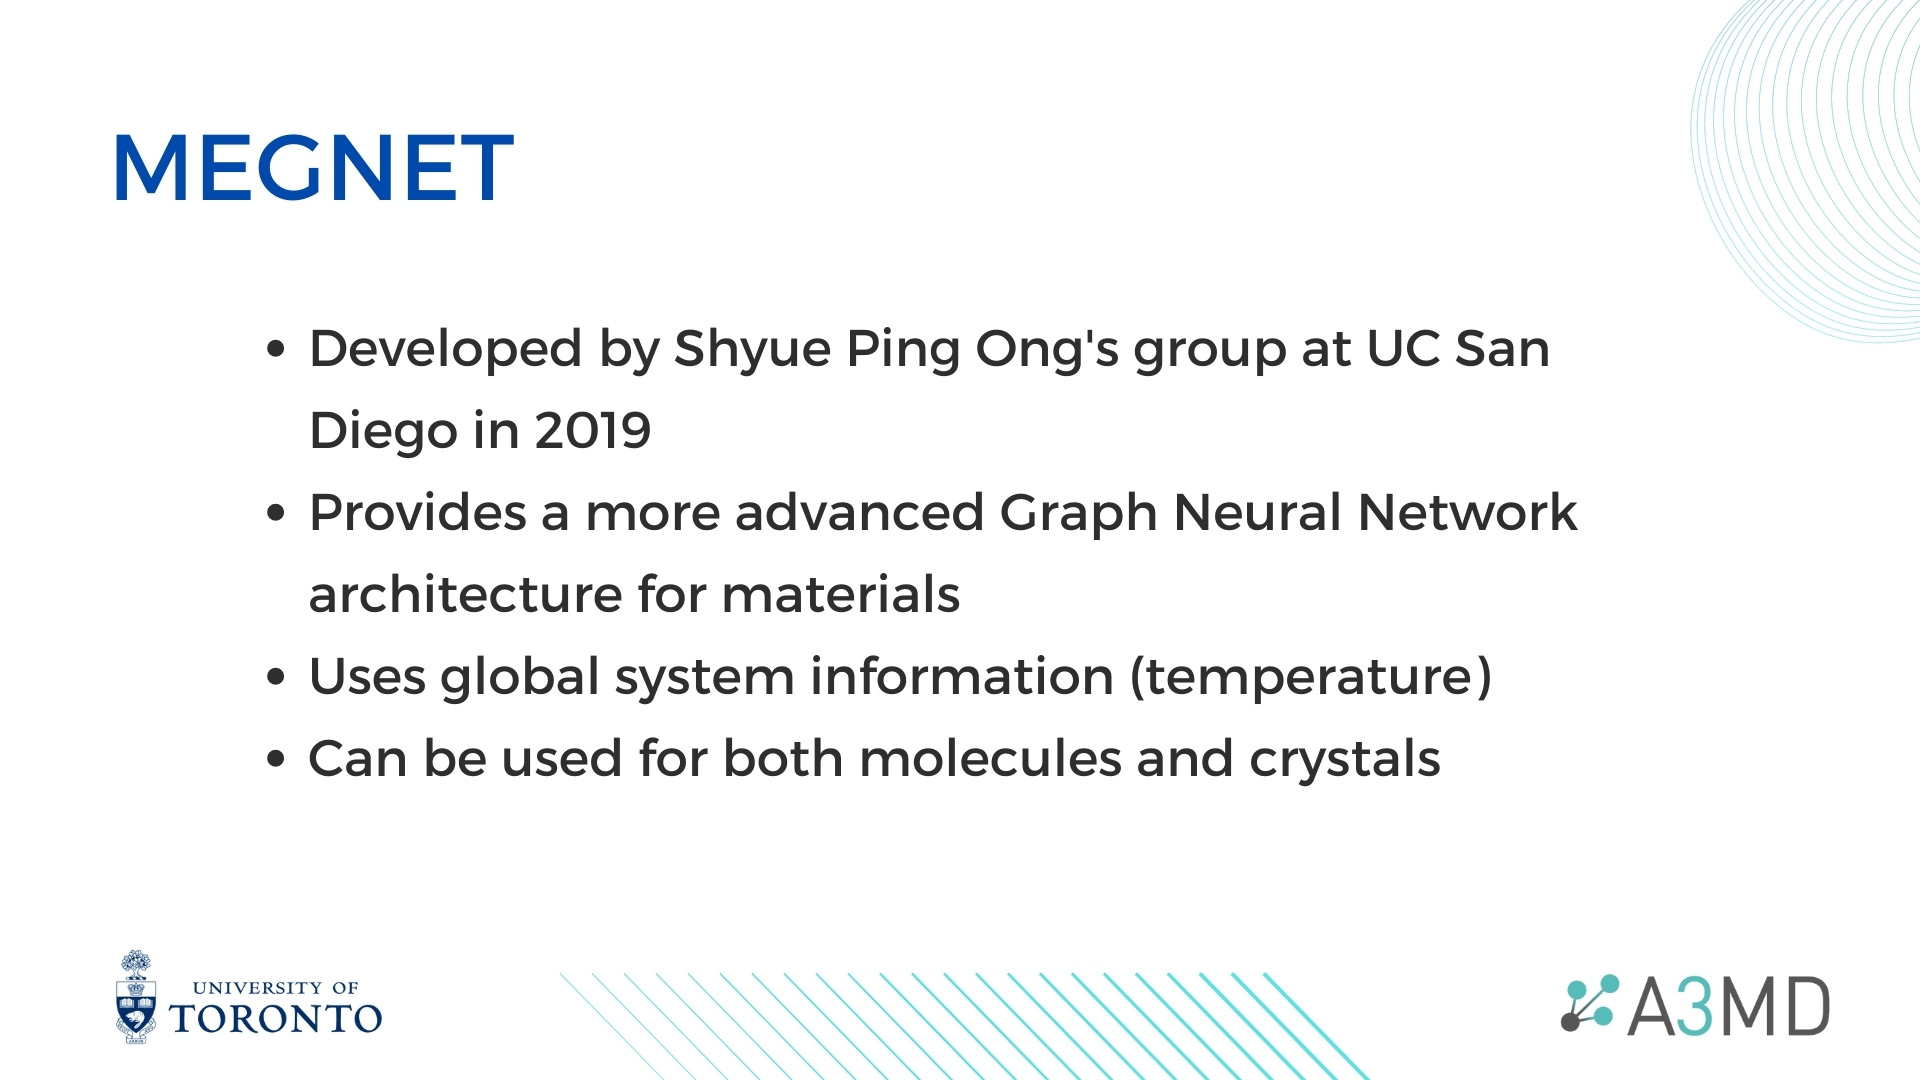 MEGNET
• Developed by Shyue Ping Ong's group at UC San
Diego in 2019
• Provides a more advanced Graph Neural Network
architecture for materials
• Uses global system information (temperature)
• Can be used for both molecules and crystals
UNIVERSITY OF
TORONTO
A3MD